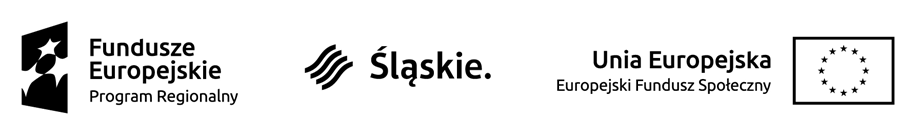 Fundusze
Europejskie
Program Regionalny
Śląskie.
Unia Europejska
Europejski Fundusz Społeczny